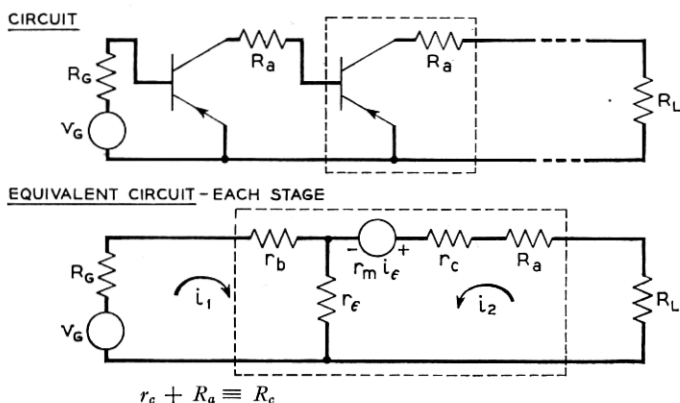 CIRCUIT
R_G
V_G
R_a
R_a
R_L
EQUIVALENT CIRCUIT - EACH STAGE
R_G
V_G
i_1
r_b
r_ε
- +
r_m i_ε
r_c
R_a
i_2
R_L
r_c + R_a ≡ R_c